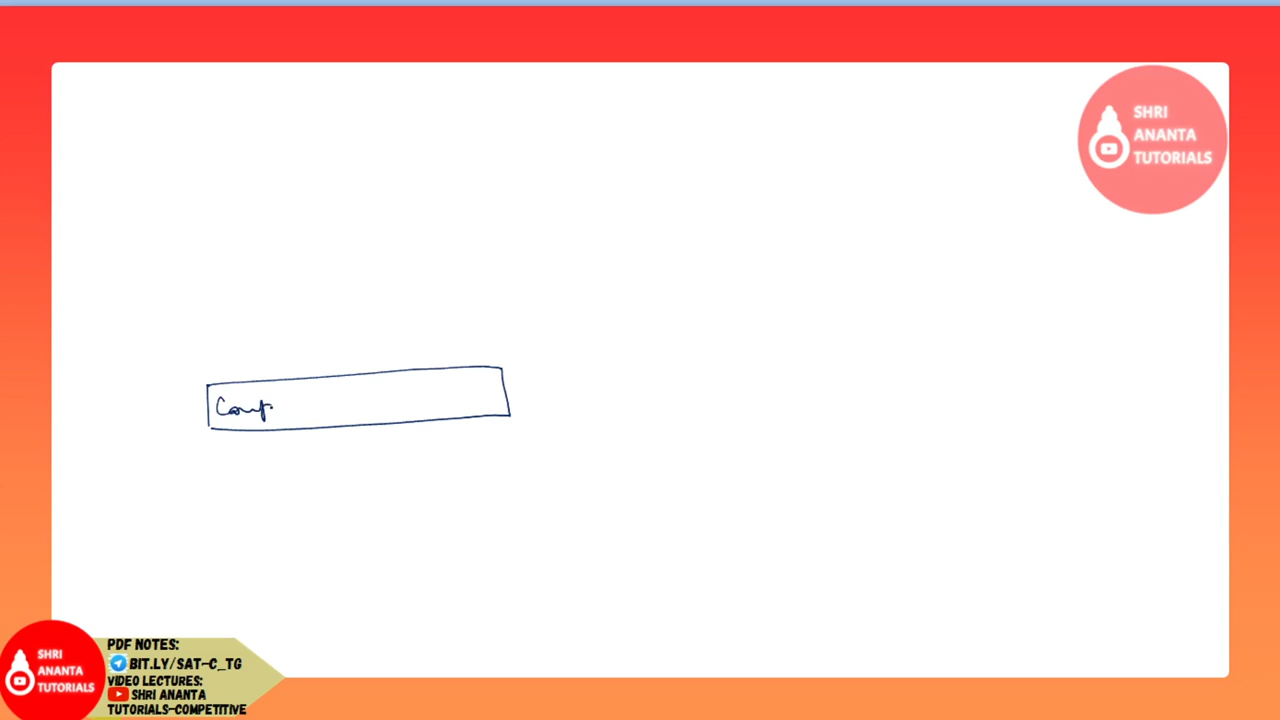 SHRI
ANANTA
TUTORIALS
Comp
SHRI
ANANTA
TUTORIALS
PDF NOTES:
BIT.LY/SAT-C_TG
VIDEO LECTURES:
SHRI ANANTA
TUTORIALS-COMPETITIVE